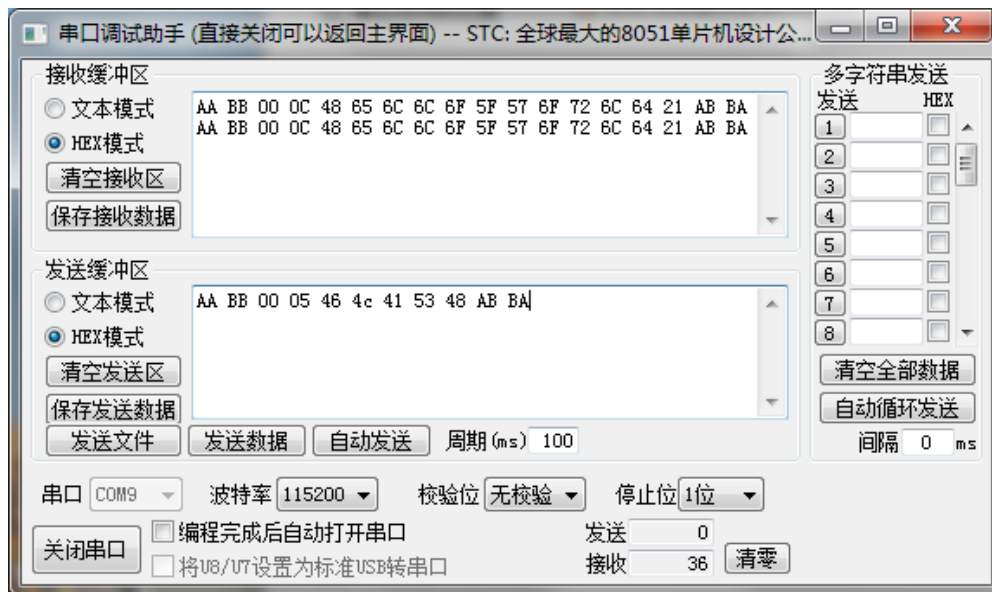 串口调试助手 (直接关闭可以返回主界面) -- STC: 全球最大的8051单片机设计公...
接收缓冲区
文本模式
HEX模式
清空接收区
保存接收数据
AA BB 00 0C 48 65 6C 6C 6F 5F 57 6F 72 6C 64 21 AB BA
AA BB 00 0C 48 65 6C 6C 6F 5F 57 6F 72 6C 64 21 AB BA
发送缓冲区
文本模式
HEX模式
清空发送区
保存发送数据
AA BB 00 05 46 4c 41 53 48 AB BA
发送文件 发送数据 自动发送 周期(ms) 100
多字符串发送
发送 HEX
1
2
3
4
5
6
7
8
清空全部数据
自动循环发送
间隔 0 ms
串口 COM9 波特率 115200 校验位 无校验 停止位 1位
关闭串口
编程完成后自动打开串口
将U8/U7设置为标准USB转串口
发送 0
接收 36
清零